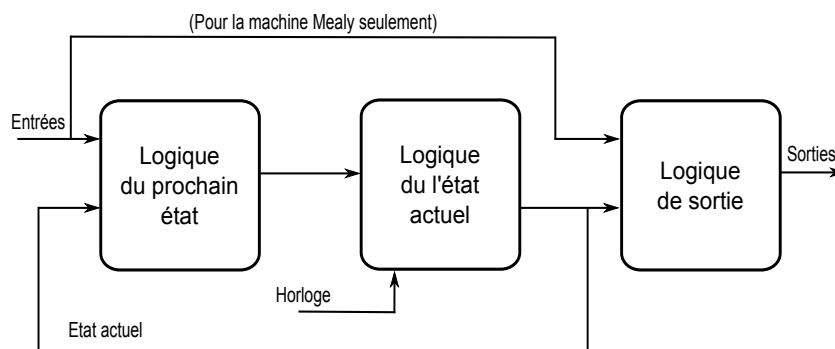 (Pour la machine Mealy seulement)
Entrées
Logique
du prochain
état
Logique
du l'état
actuel
Logique
de sortie
Sorties
Horloge
Etat actuel